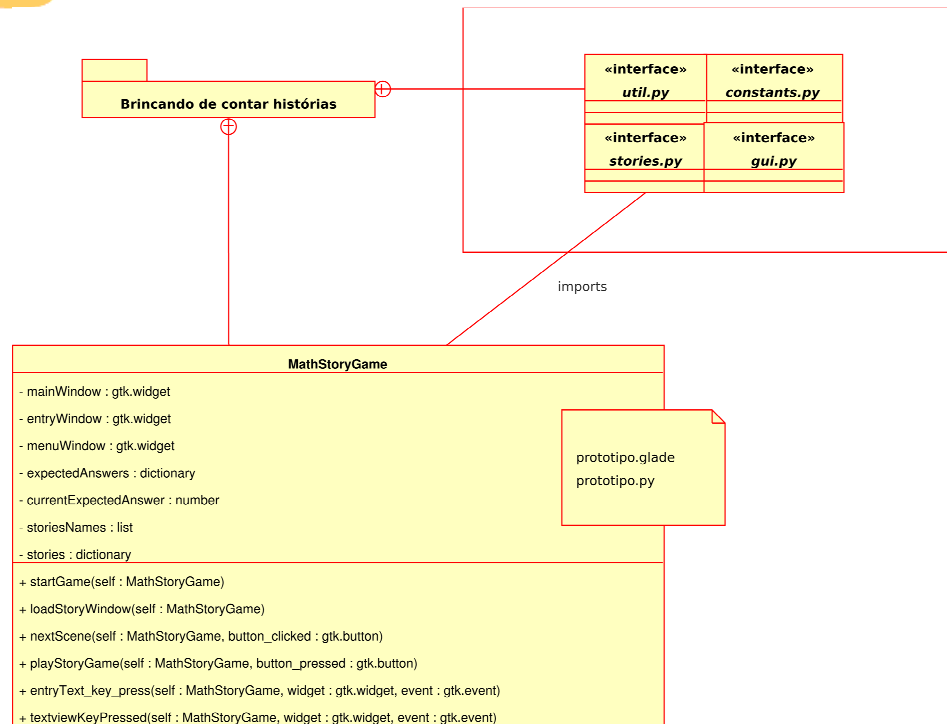 Brincando de contar histórias
«interface»
util.py
«interface»
constants.py
«interface»
stories.py
«interface»
gui.py
imports
MathStoryGame
- mainWindow : gtk.widget
- entryWindow : gtk.widget
- menuWindow : gtk.widget
- expectedAnswers : dictionary
- currentExpectedAnswer : number
- storiesNames : list
- stories : dictionary
prototipo.glade
prototipo.py
+ startGame(self : MathStoryGame)
+ loadStoryWindow(self : MathStoryGame)
+ nextScene(self : MathStoryGame, button_clicked : gtk.button)
+ playStoryGame(self : MathStoryGame, button_pressed : gtk.button)
+ entryText_key_press(self : MathStoryGame, widget : gtk.widget, event : gtk.event)
+ textviewKeyPressed(self : MathStoryGame, widget : gtk.widget, event : gtk.event)